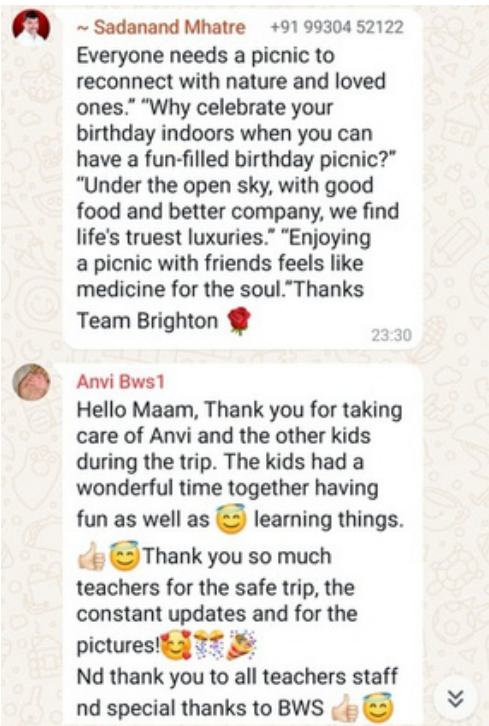 ~ Sadanand Mhatre +91 99304 52122
Everyone needs a picnic to
reconnect with nature and loved
ones.” “Why celebrate your
birthday indoors when you can
have a fun-filled birthday picnic?”
“Under the open sky, with good
food and better company, we find
life's truest luxuries.” “Enjoying
a picnic with friends feels like
medicine for the soul.”Thanks
Team Brighton 🌹
23:30
Anvi Bws1
Hello Maam, Thank you for taking
care of Anvi and the other kids
during the trip. The kids had a
wonderful time together having
fun as well as 😇 learning things.
👍🏻😇Thank you so much
teachers for the safe trip, the
constant updates and for the
pictures!🥰🎊🎉
Nd thank you to all teachers staff
nd special thanks to BWS 👍🏻😇